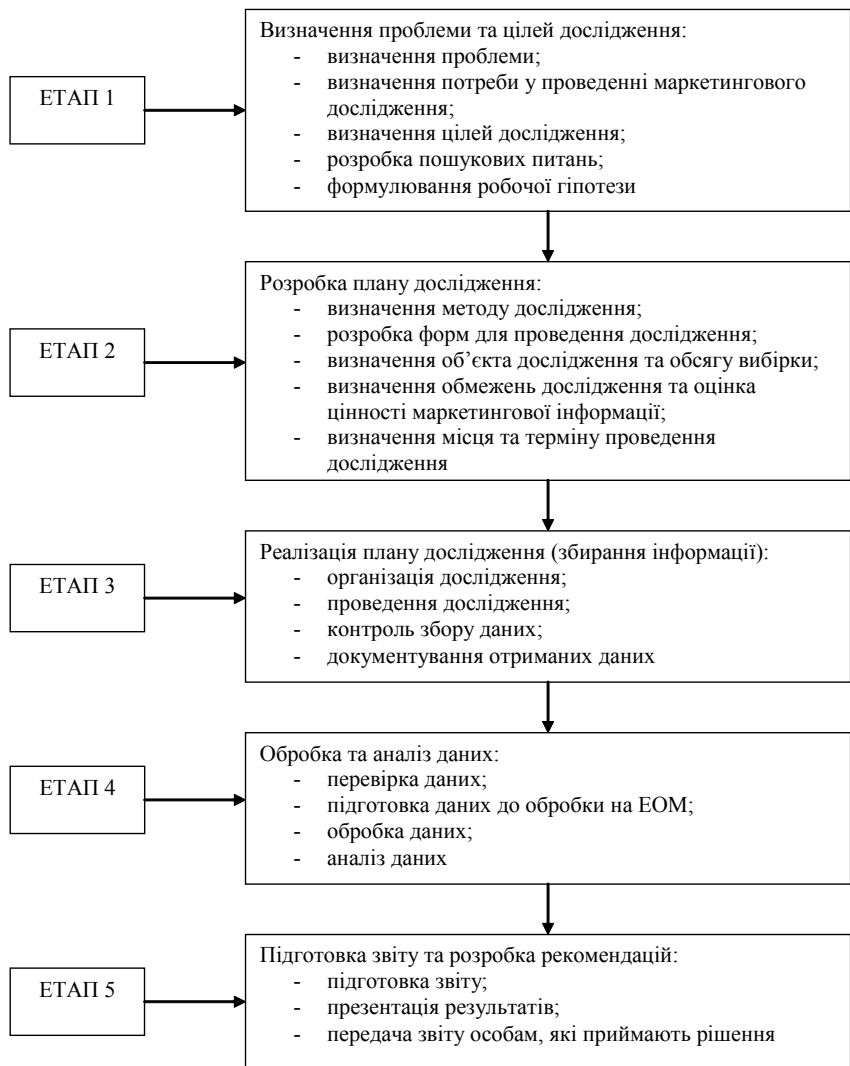 Визначення проблеми та цілей дослідження:
- визначення проблеми;
- визначення потреби у проведенні маркетингового
дослідження;
- визначення цілей дослідження;
- розробка пошукових питань;
- формулювання робочої гіпотези
ЕТАП 1
Розробка плану дослідження:
- визначення методу дослідження;
- розробка форм для проведення дослідження;
- визначення об’єкта дослідження та обсягу вибірки;
- визначення обмежень дослідження та оцінка
цінності маркетингової інформації;
- визначення місця та терміну проведення
дослідження
ЕТАП 2
Реалізація плану дослідження (збирання інформації):
- організація дослідження;
- проведення дослідження;
- контроль збору даних;
- документування отриманих даних
ЕТАП 3
Обробка та аналіз даних:
- перевірка даних;
- підготовка даних до обробки на ЕОМ;
- обробка даних;
- аналіз даних
ЕТАП 4
Підготовка звіту та розробка рекомендацій:
- підготовка звіту;
- презентація результатів;
- передача звіту особам, які приймають рішення
ЕТАП 5